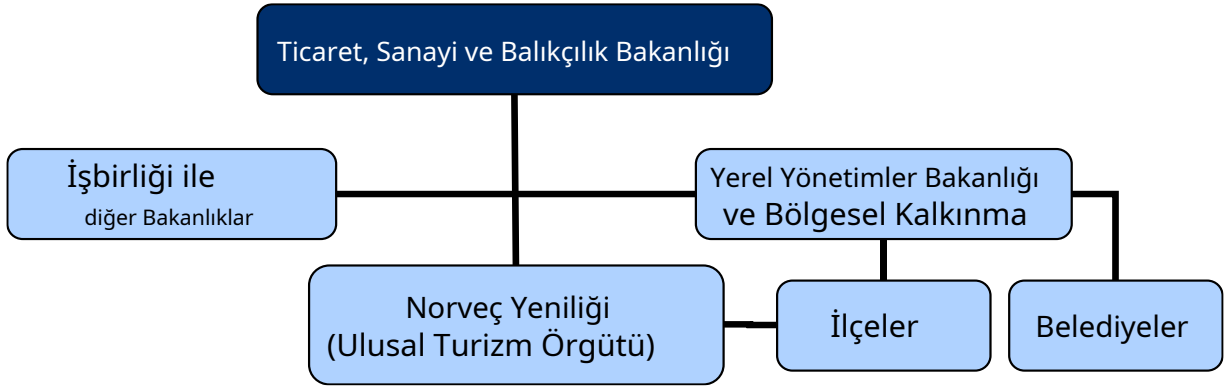 Ticaret, Sanayi ve Balıkçılık Bakanlığı
İşbirliği ile
diğer Bakanlıklar
Yerel Yönetimler Bakanlığı
ve Bölgesel Kalkınma
Norveç Yeniliği
(Ulusal Turizm Örgütü)
İlçeler
Belediyeler